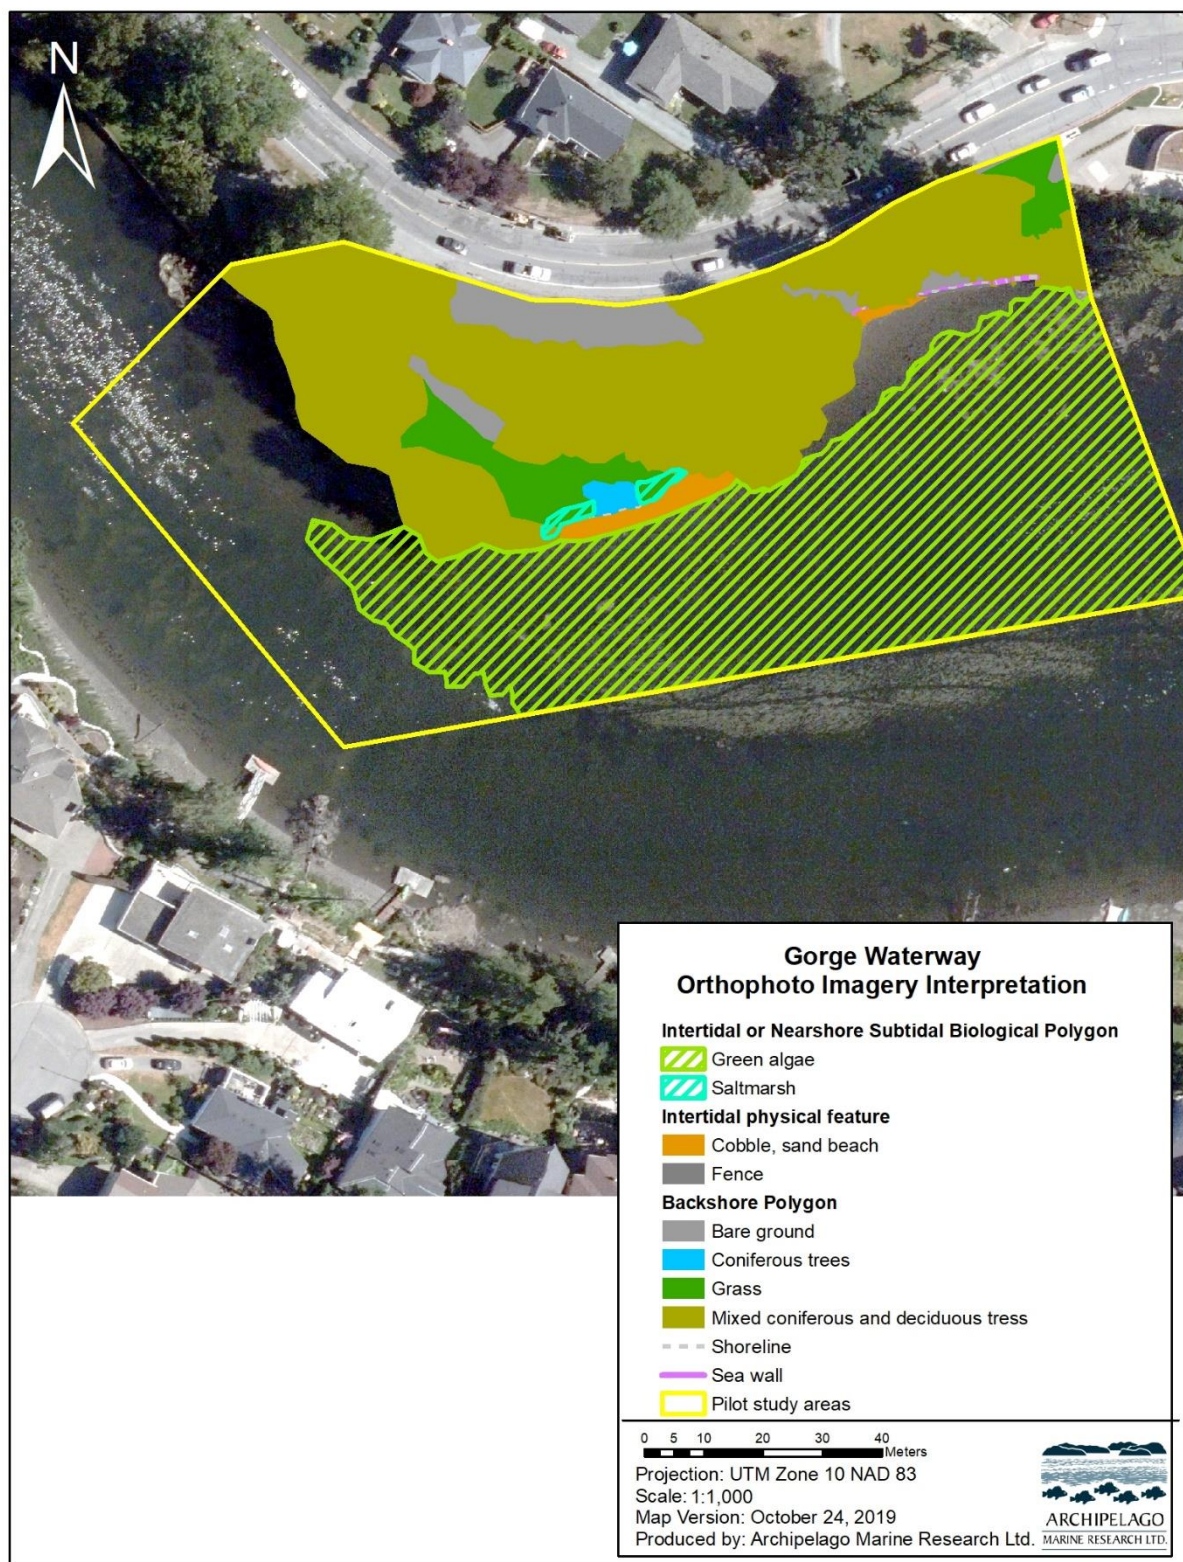 N
Gorge Waterway
Orthophoto Imagery Interpretation
Intertidal or Nearshore Subtidal Biological Polygon
Green algae
Saltmarsh
Intertidal physical feature
Cobble, sand beach
Fence
Backshore Polygon
Bare ground
Coniferous trees
Grass
Mixed coniferous and deciduous tress
Shoreline
Sea wall
Pilot study areas
0 5 10 20 30 40
Meters
Projection: UTM Zone 10 NAD 83
Scale: 1:1,000
Map Version: October 24, 2019
Produced by: Archipelago Marine Research Ltd.
ARCHIPELAGO
MARINE RESEARCH LTD.